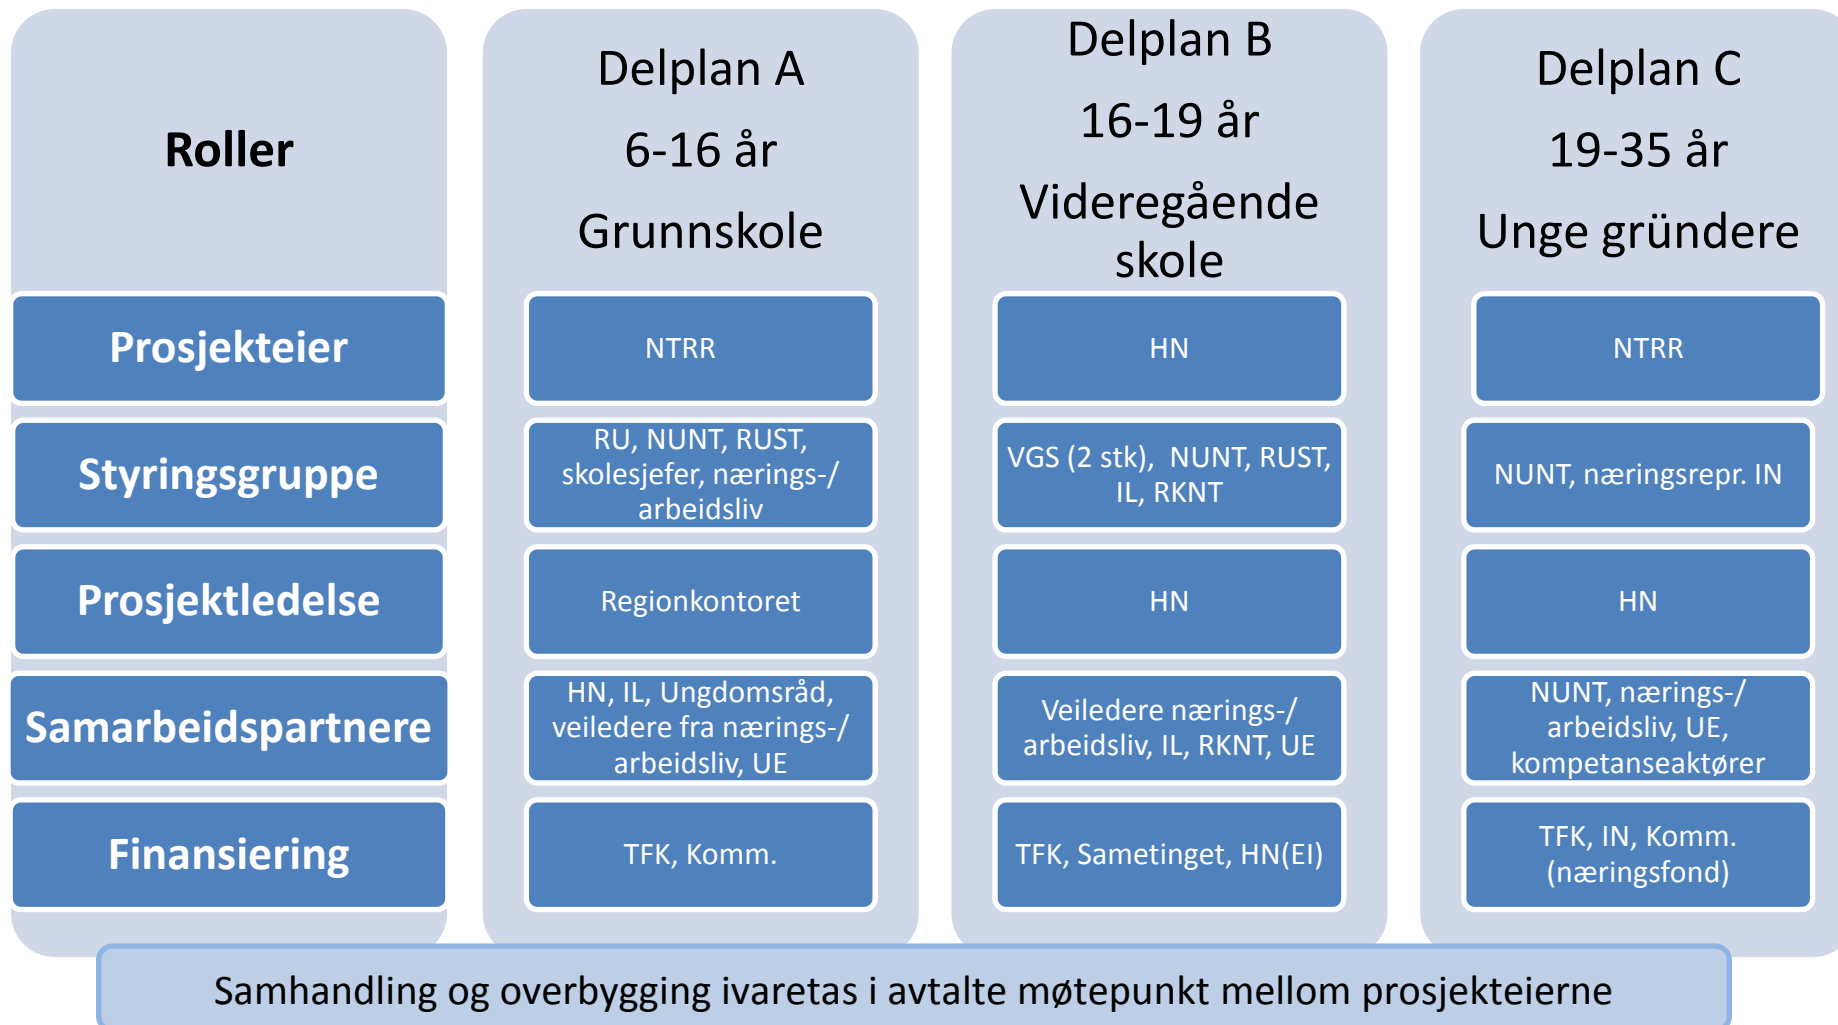 Roller
Delplan A
6-16 år
Grunnskole
Delplan B
16-19 år
Videregående
skole
Delplan C
19-35 år
Unge gründere
Prosjekteier
NTRR
HN
NTRR
Styringsgruppe
RU, NUNT, RUST,
skolesjefer, nærings-/
arbeidsliv
VGS (2 stk),  NUNT, RUST,
IL, RKNT
NUNT, næringsrepr. IN
Prosjektledelse
Regionkontoret
HN
HN
Samarbeidspartnere
HN, IL, Ungdomsråd,
veiledere fra nærings-/
arbeidsliv, UE
Veiledere nærings-/
arbeidsliv, IL, RKNT, UE
NUNT, nærings-/
arbeidsliv, UE,
kompetanseaktører
Finansiering
TFK, Komm.
TFK, Sametinget, HN(EI)
TFK, IN, Komm.
(næringsfond)
Samhandling og overbygging ivaretas i avtalte møtepunkt mellom prosjekteierne